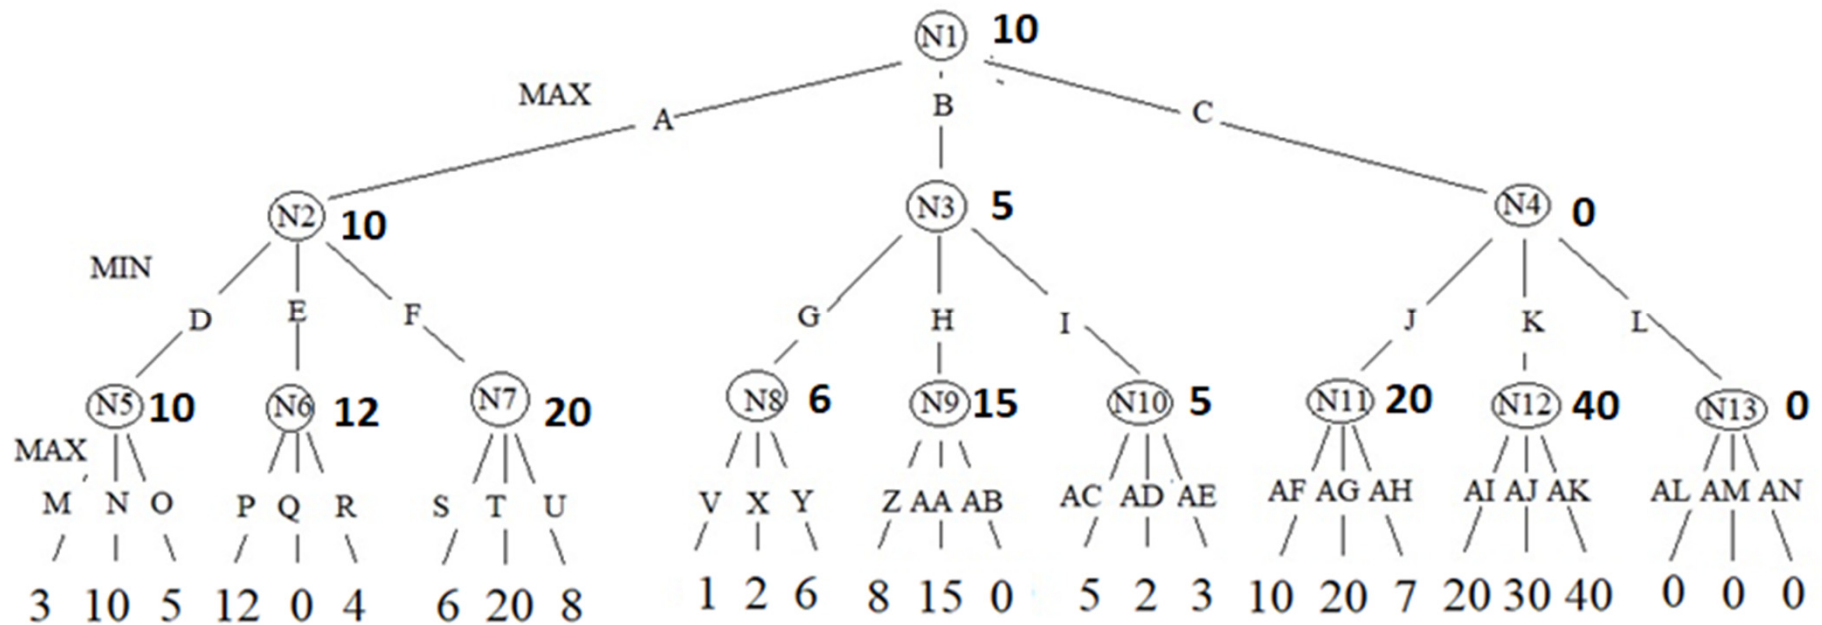 N1 10
MAX A B C
N2 10 N3 5 N4 0
MIN
D E F G H I J K L
N5 10 N6 12 N7 20 N8 6 N9 15 N10 5 N11 20 N12 40 N13 0
MAX
M N O P Q R S T U V X Y Z AA AB AC AD AE AF AG AH AI AJ AK AL AM AN
3 10 5 12 0 4 6 20 8 1 2 6 8 15 0 5 2 3 10 20 7 20 30 40 0 0 0